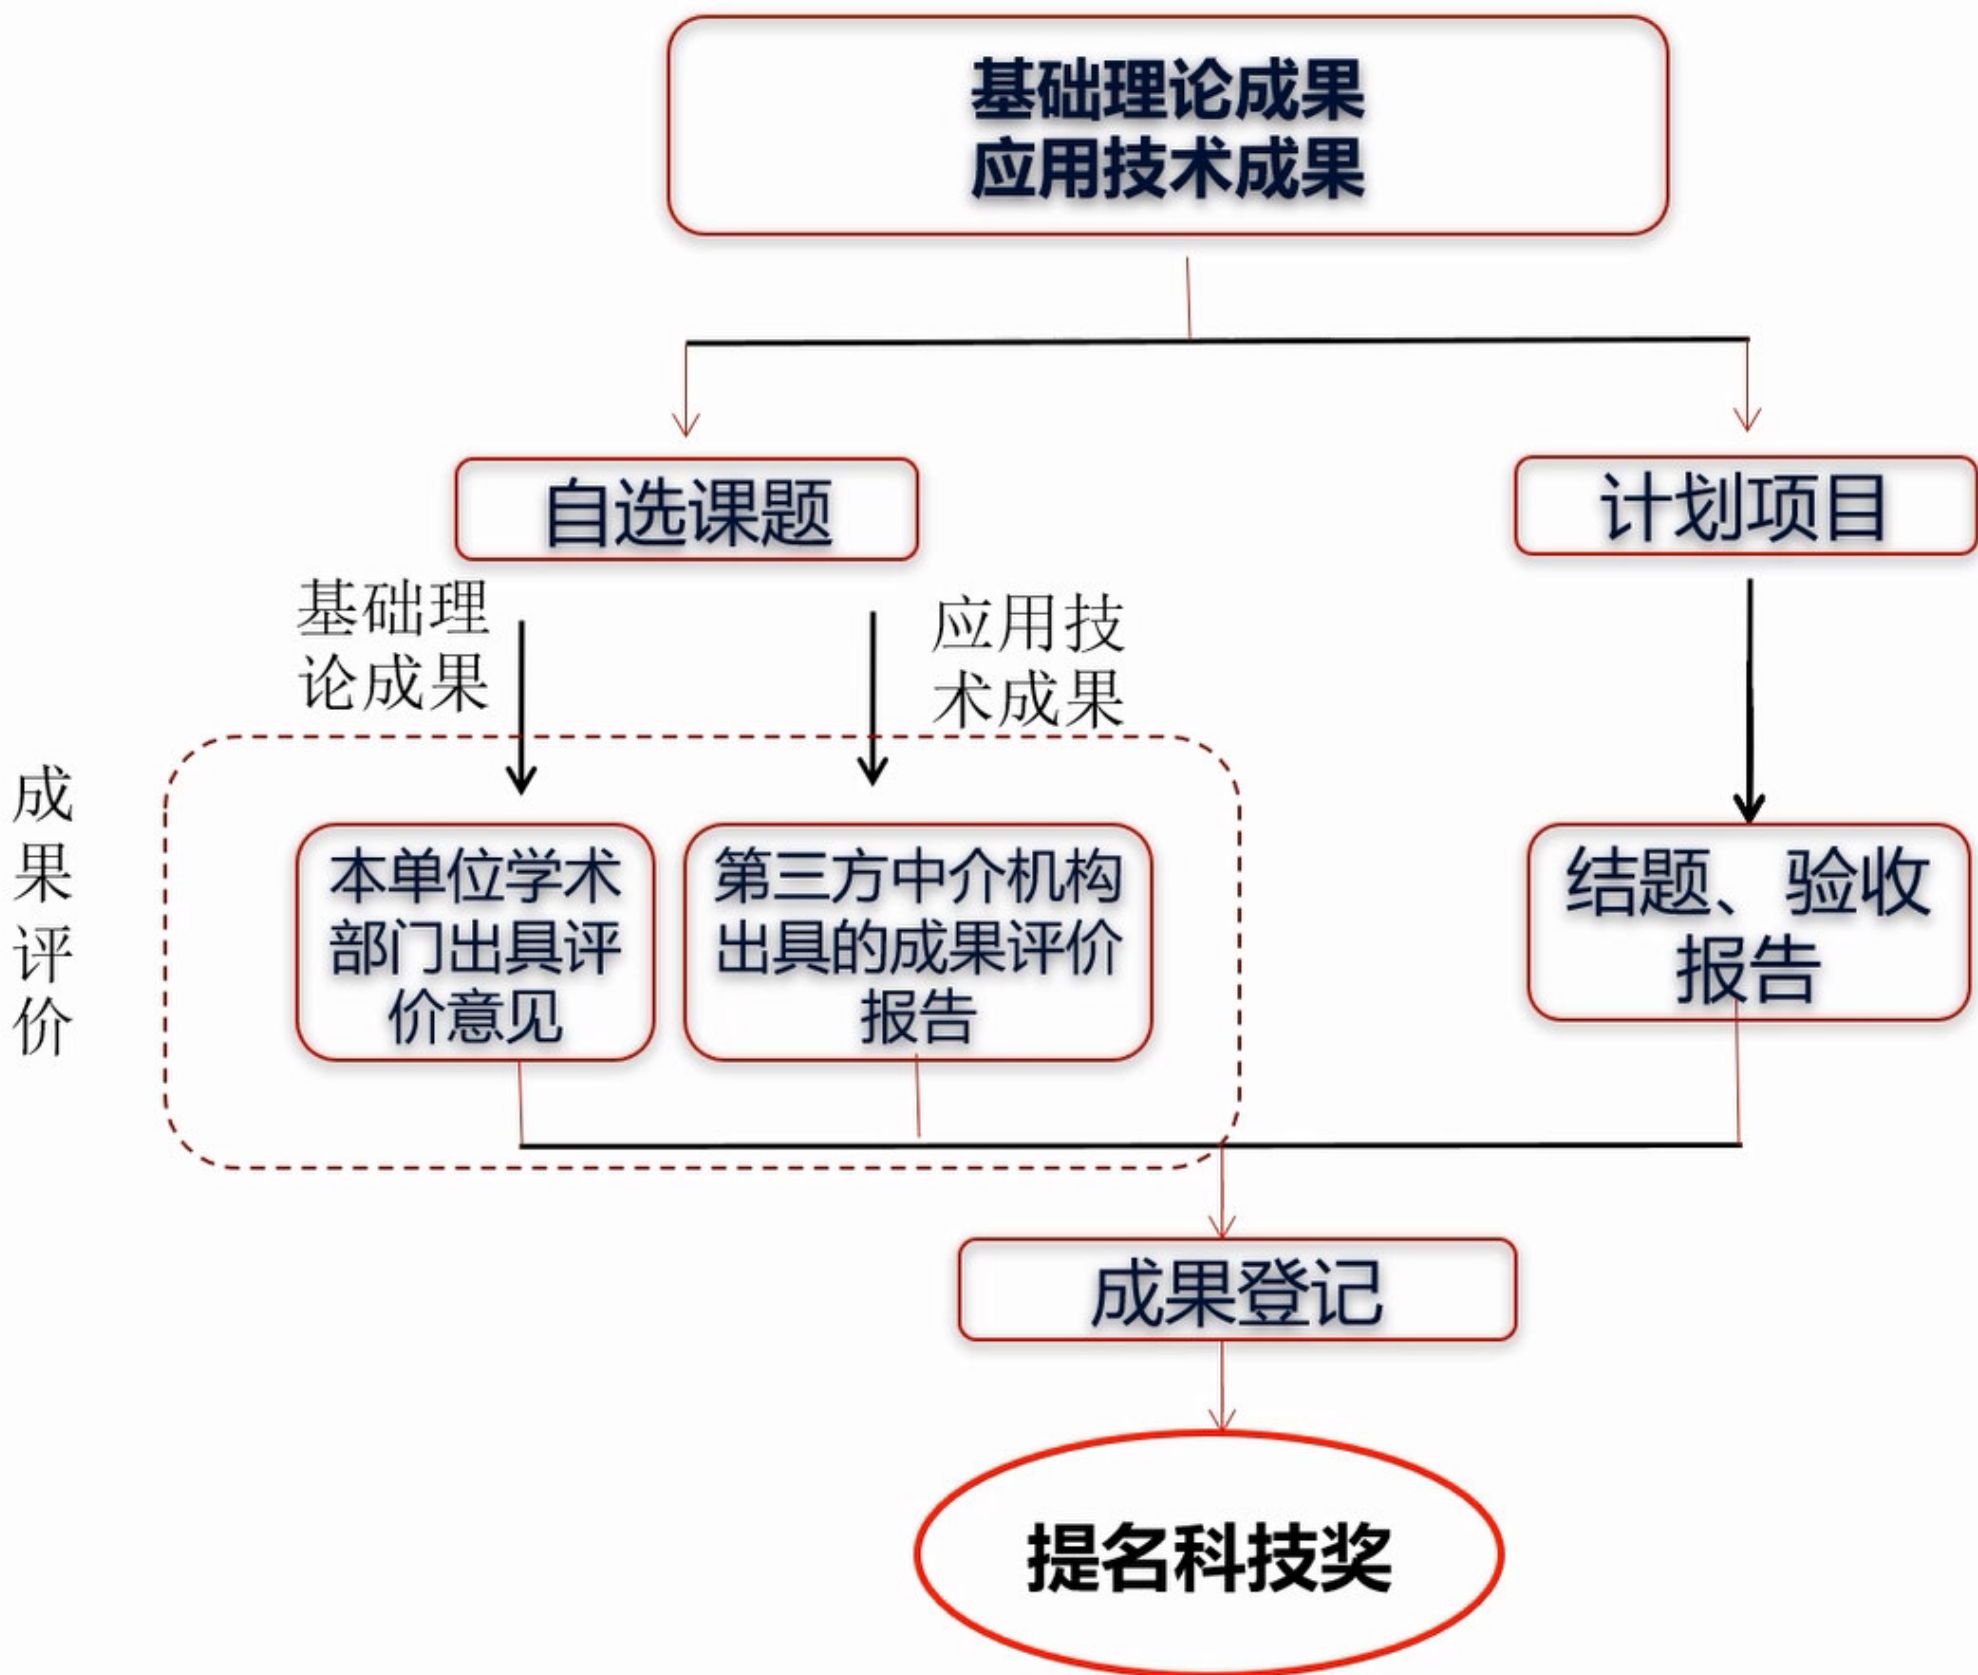 基础理论成果
应用技术成果
自选课题
计划项目
基础理
论成果
应用技
术成果
成
果
评
价
本单位学术
部门出具评
价意见
第三方中介机构
出具的成果评价
报告
结题、验收
报告
成果登记
提名科技奖